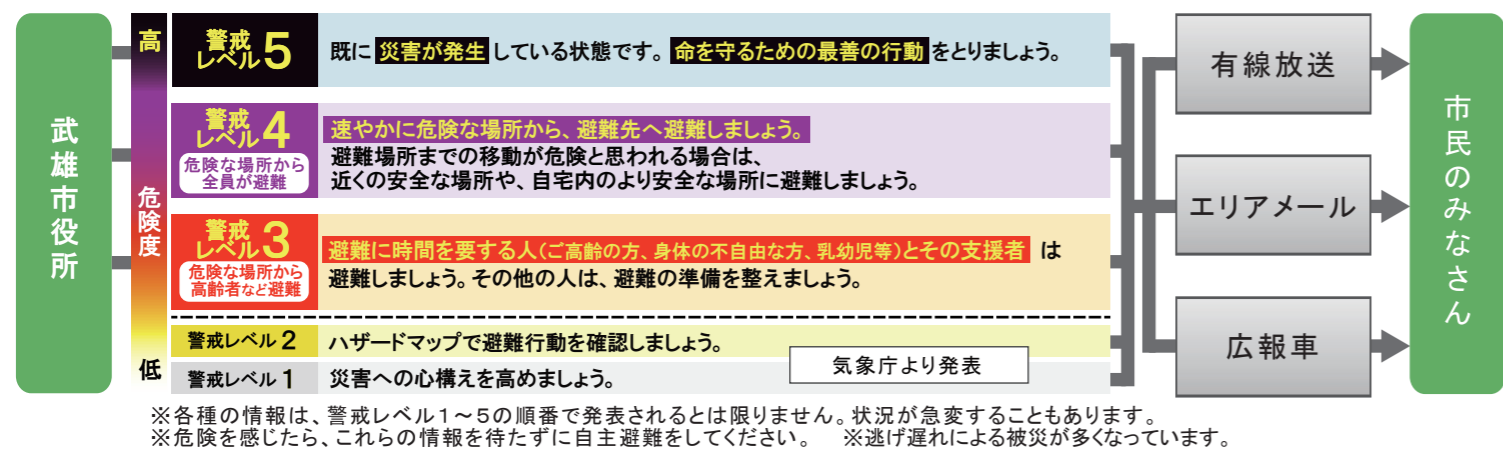 武雄市役所
高
危険度
低
警戒レベル5
既に災害が発生している状態です。命を守るための最善の行動をとりましょう。
警戒レベル4
危険な場所から
全員が避難
速やかに危険な場所から、避難先へ避難しましょう。
避難場所までの移動が危険と思われる場合は、
近くの安全な場所や、自宅内のより安全な場所に避難しましょう。
警戒レベル3
危険な場所から
高齢者など避難
避難に時間を要する人(ご高齢の方、身体の不自由な方、乳幼児等)とその支援者 は
避難しましょう。その他の人は、避難の準備を整えましょう。
警戒レベル2
ハザードマップで避難行動を確認しましょう。
警戒レベル1
災害への心構えを高めましょう。
気象庁より発表
有線放送
エリアメール
広報車
市民のみなさん
※各種の情報は、警戒レベル1~5の順番で発表されるとは限りません。状況が急変することもあります。
※危険を感じたら、これらの情報を待たずに自主避難をしてください。 ※逃げ遅れによる被災が多くなっています。